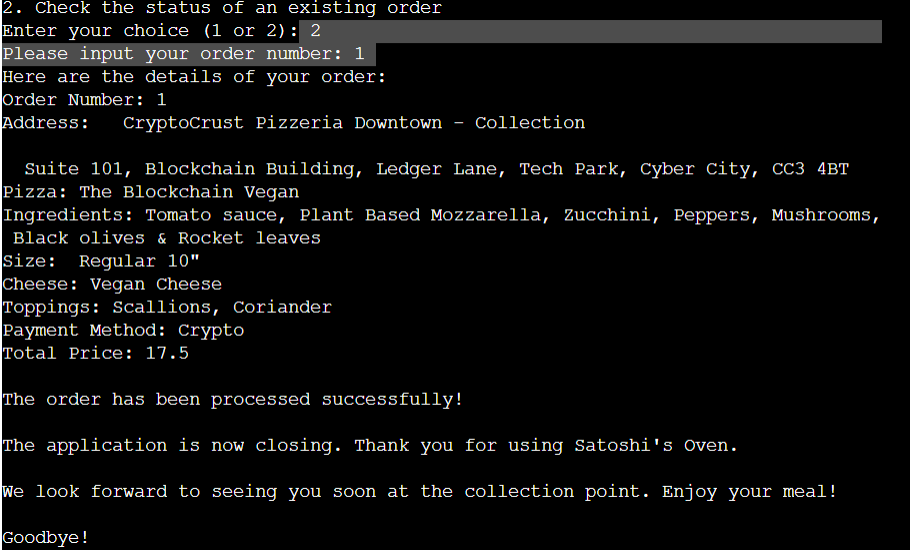 2. Check the status of an existing order
Enter your choice (1 or 2): 2
Please input your order number: 1
Here are the details of your order:
Order Number: 1
Address:   CryptoCrust Pizzeria Downtown - Collection
Suite 101, Blockchain Building, Ledger Lane, Tech Park, Cyber City, CC3 4BT
Pizza: The Blockchain Vegan
Ingredients: Tomato sauce, Plant Based Mozzarella, Zucchini, Peppers, Mushrooms,
Black olives & Rocket leaves
Size:  Regular 10"
Cheese: Vegan Cheese
Toppings: Scallions, Coriander
Payment Method: Crypto
Total Price: 17.5
The order has been processed successfully!
The application is now closing. Thank you for using Satoshi's Oven.
We look forward to seeing you soon at the collection point. Enjoy your meal!
Goodbye!